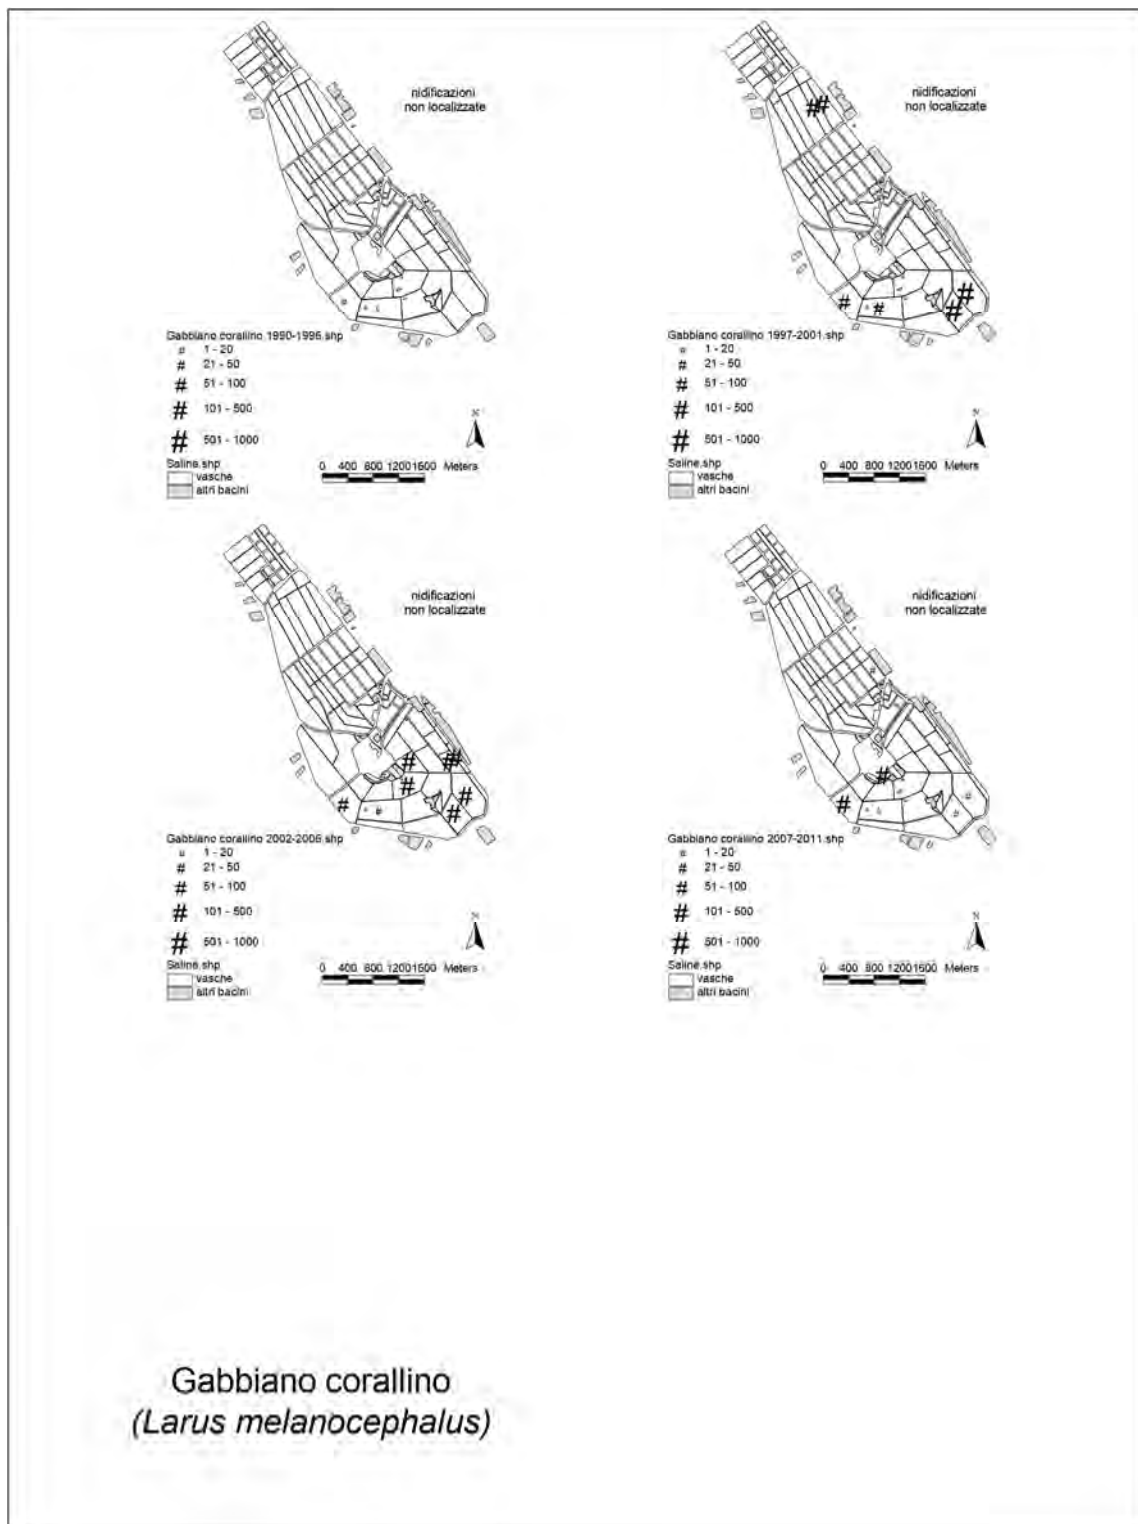 nidificazioni
non localizzate
Gabbiano corallino 1990-1996.shp
# 1 - 20
# 21 - 50
# 51 - 100
# 101 - 500
# 501 - 1000
Saline.shp
vasche
altri bacini
N
0 400 800 1200 1600 Meters
nidificazioni
non localizzate
Gabbiano corallino 1997-2001.shp
# 1 - 20
# 21 - 50
# 51 - 100
# 101 - 500
# 501 - 1000
Saline.shp
vasche
altri bacini
N
0 400 800 1200 1600 Meters
nidificazioni
non localizzate
Gabbiano corallino 2002-2006.shp
# 1 - 20
# 21 - 50
# 51 - 100
# 101 - 500
# 501 - 1000
Saline.shp
vasche
altri bacini
N
0 400 800 1200 1600 Meters
nidificazioni
non localizzate
Gabbiano corallino 2007-2011.shp
# 1 - 20
# 21 - 50
# 51 - 100
# 101 - 500
# 501 - 1000
Saline.shp
vasche
altri bacini
N
0 400 800 1200 1600 Meters
Gabbiano corallino
(Larus melanocephalus)